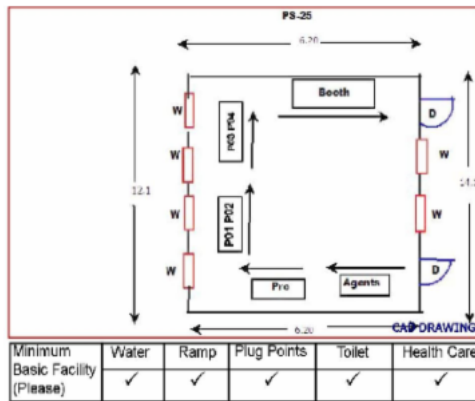 PS-25
6.20
Booth
D
W
P03 P04
W
W
12.1
W
P01 P02
W
W
D
Pro
Agents
6.20
CAD DRAWING
Minimum Basic Facility (Please)
Water
Ramp
Plug Points
Toilet
Health Care
✓ ✓ ✓ ✓ ✓